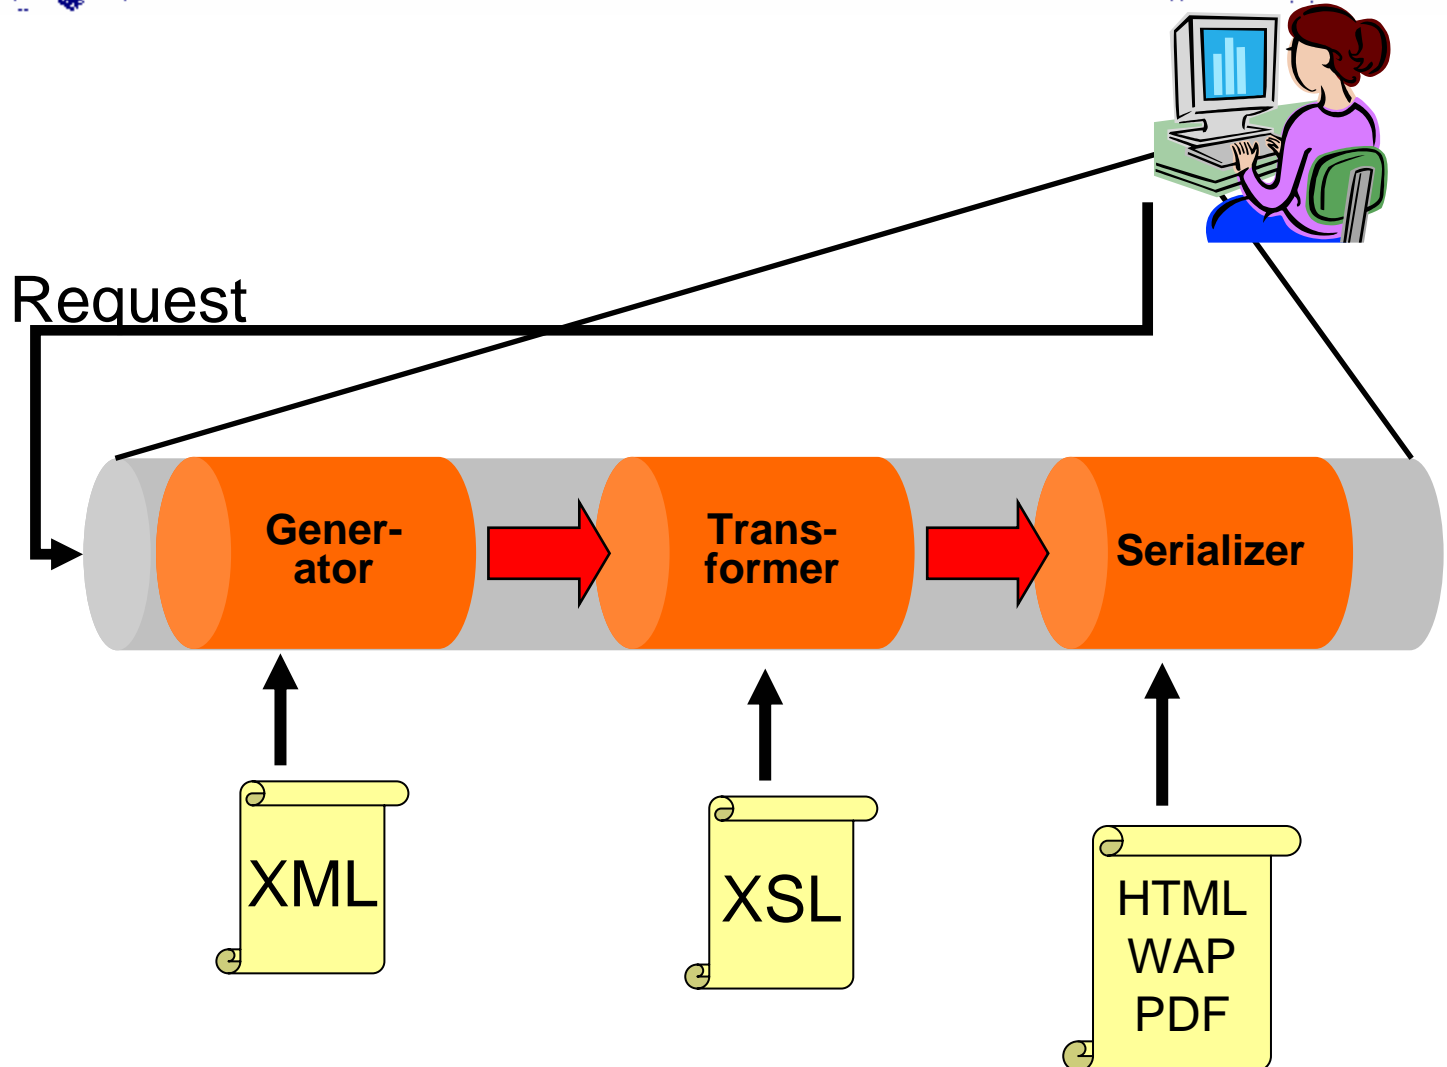 Request
Gener-
ator
Trans-
former
Serializer
XML
XSL
HTML
WAP
PDF